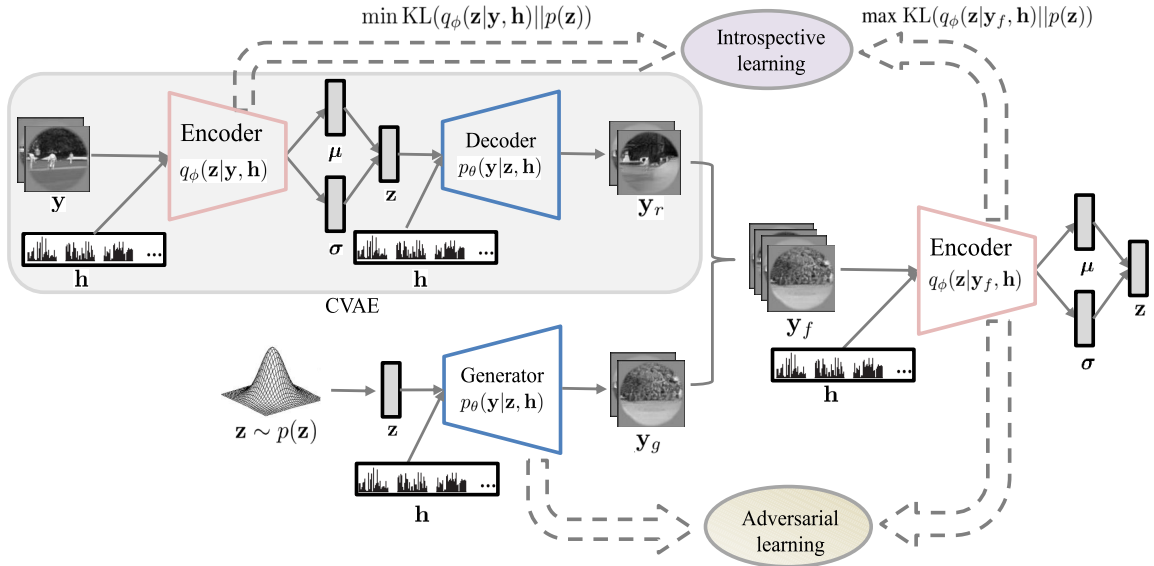 min KL(q_ϕ(z|y, h)||p(z))
max KL(q_ϕ(z|y_f, h)||p(z))
Introspective
learning
Encoder
q_ϕ(z|y, h)
y
h
...
μ
σ
z
Decoder
p_θ(y|z, h)
h
...
y_r
CVAE
z ∼ p(z)
z
Generator
p_θ(y|z, h)
h
...
y_g
y_f
h
...
Encoder
q_ϕ(z|y_f, h)
μ
σ
z
Adversarial
learning